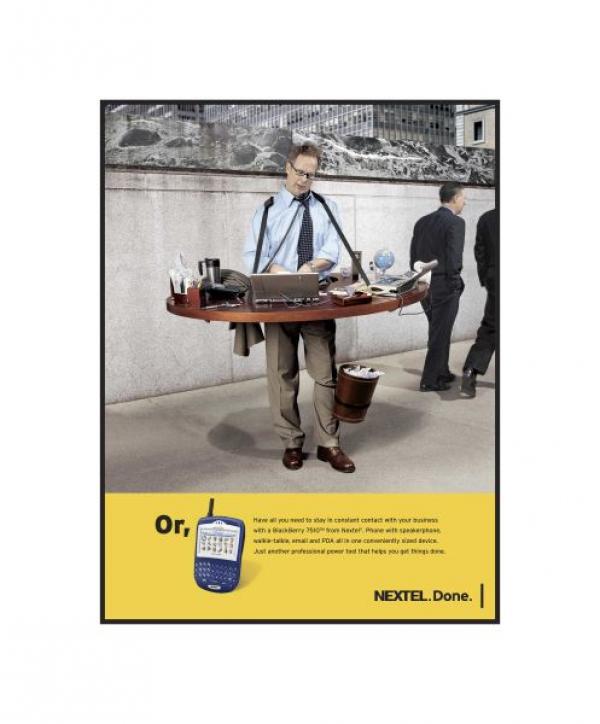 Or,
Have all you need to stay in constant contact with your business
with a BlackBerry 7510™ from Nextel®. Phone with speakerphone,
walkie-talkie, email and PDA all in one conveniently sized device.
Just another professional power tool that helps you get things done.
NEXTEL.Done.